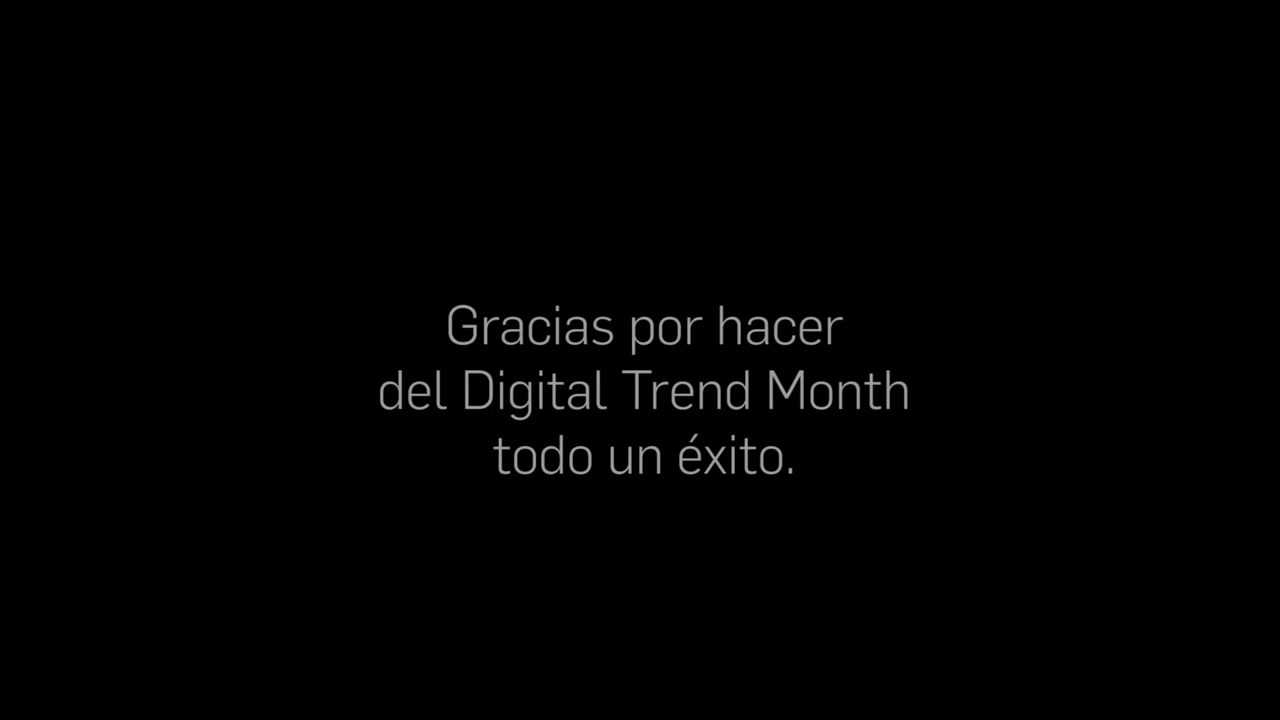 Gracias por hacer
del Digital Trend Month
todo un éxito.